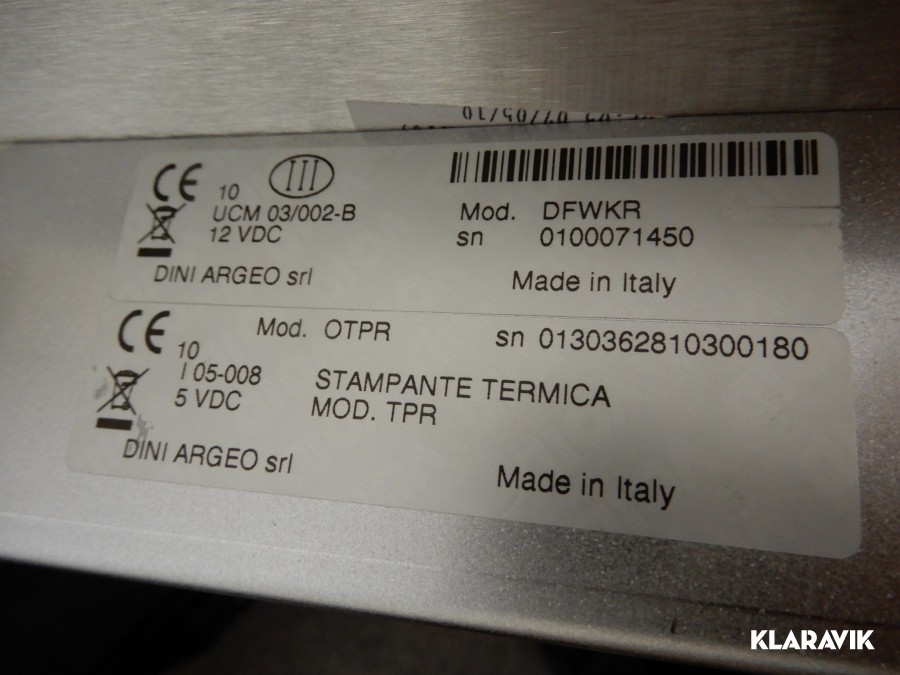 CE 10
III
UCM 03/002-B
12 VDC
DINI ARGEO srl
Mod. DFWKR
sn 0100071450
Made in Italy
CE 10
Mod. OTPR
sn 0130362810300180
I 05-008
5 VDC
STAMPANTE TERMICA
MOD. TPR
DINI ARGEO srl
Made in Italy
KLARAVIK